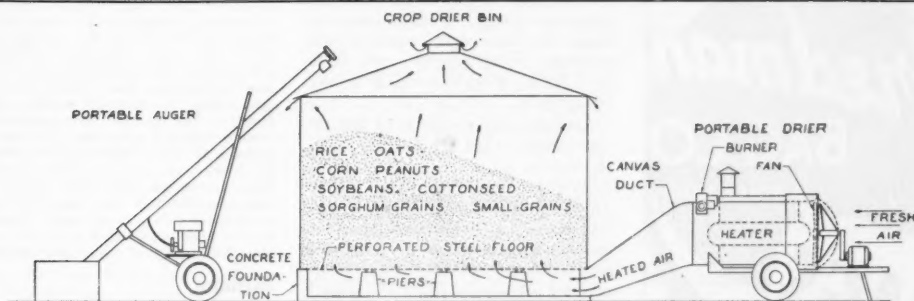 CROP DRIER BIN
PORTABLE AUGER
PORTABLE DRIER
BURNER
FAN
CANVAS
DUCT
RICE OATS
CORN PEANUTS
SOYBEANS. COTTONSEED
SORGHUM GRAINS SMALL-GRAINS
HEATER
FRESH
AIR
PERFORATED STEEL FLOOR
CONCRETE
FOUNDA-
TION
PIERS
HEATED AIR